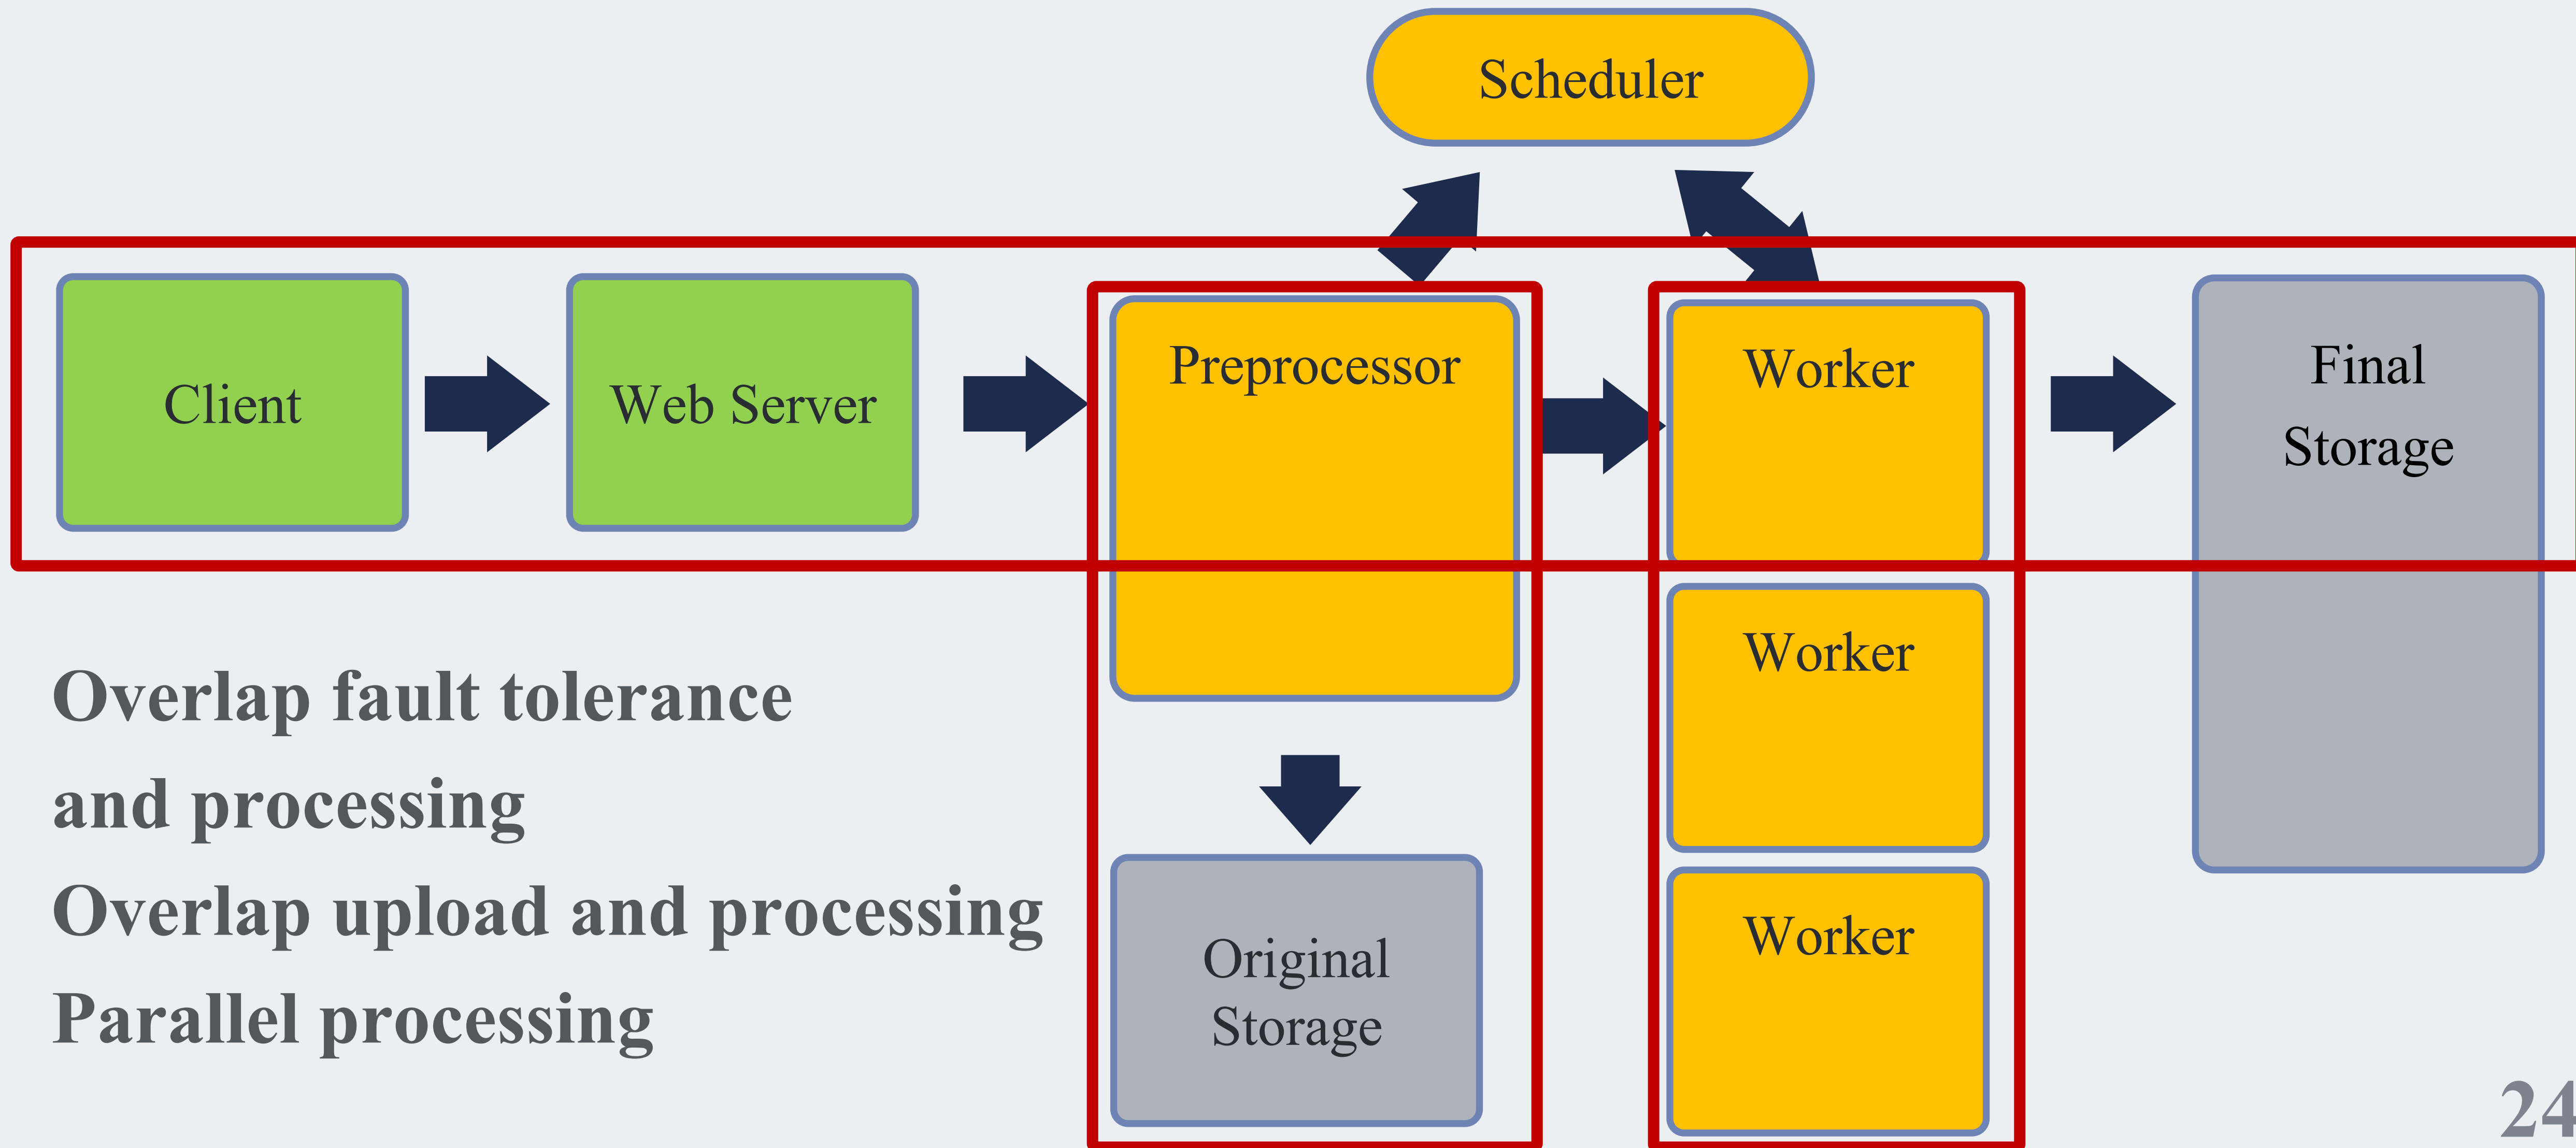 Scheduler
Client
Web Server
Preprocessor
Worker
Final
Storage
Worker
Worker
Original
Storage
Overlap fault tolerance
and processing
Overlap upload and processing
Parallel processing
24